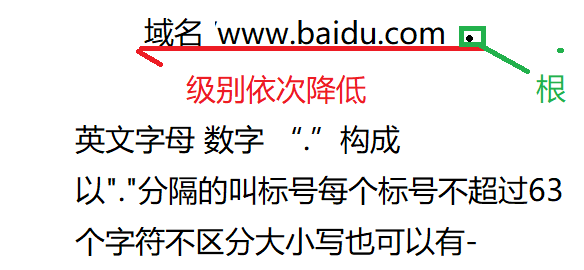 域名 www.baidu.com .
级别依次降低 根
英文字母 数字 “.”构成
以"."分隔的叫标号每个标号不超过63
个字符不区分大小写也可以有-